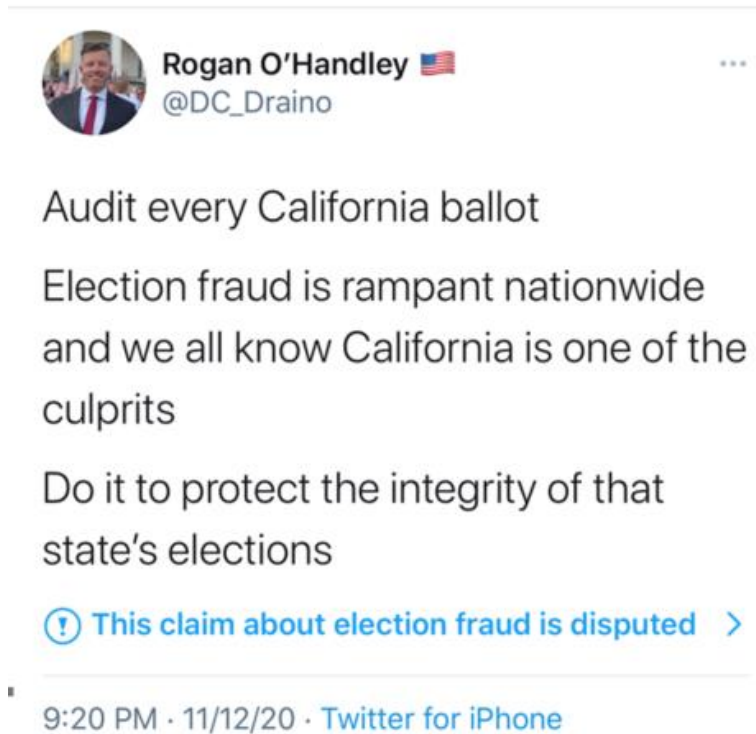 Rogan O'Handley 🇺🇸
@DC_Draino
Audit every California ballot
Election fraud is rampant nationwide
and we all know California is one of the
culprits
Do it to protect the integrity of that
state's elections
This claim about election fraud is disputed
9:20 PM · 11/12/20 · Twitter for iPhone